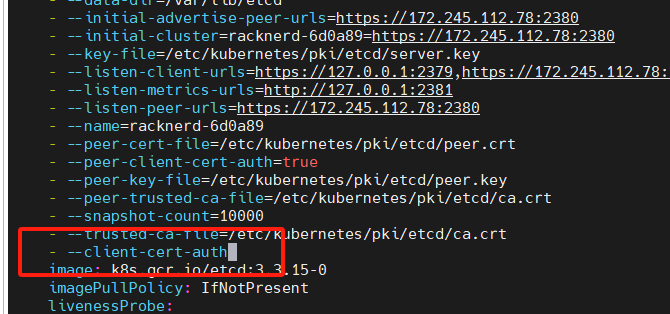 - --data-dir=/var/lib/etcd
- --initial-advertise-peer-urls=https://172.245.112.78:2380
- --initial-cluster=racknerd-6d0a89=https://172.245.112.78:2380
- --key-file=/etc/kubernetes/pki/etcd/server.key
- --listen-client-urls=https://127.0.0.1:2379,https://172.245.112.78
- --listen-metrics-urls=http://127.0.0.1:2381
- --listen-peer-urls=https://172.245.112.78:2380
- --name=racknerd-6d0a89
- --peer-cert-file=/etc/kubernetes/pki/etcd/peer.crt
- --peer-client-cert-auth=true
- --peer-key-file=/etc/kubernetes/pki/etcd/peer.key
- --peer-trusted-ca-file=/etc/kubernetes/pki/etcd/ca.crt
- --snapshot-count=10000
- --trusted-ca-file=/etc/kubernetes/pki/etcd/ca.crt
- --client-cert-auth
image: k8s.gcr.io/etcd:3.3.15-0
imagePullPolicy: IfNotPresent
livenessProbe: